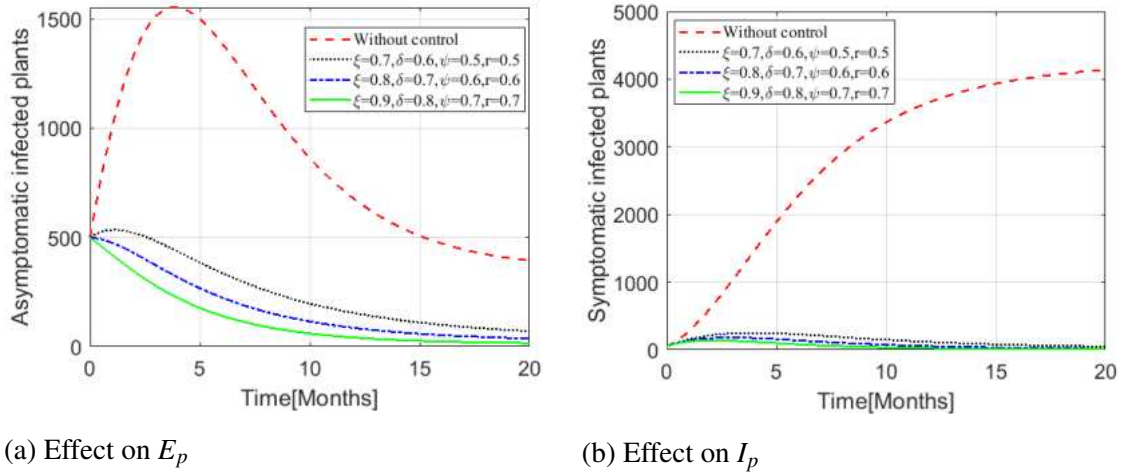 1500
1000
500
0
0
5
10
15
20
Asymptomatic infected plants
Time[Months]
Without control
ξ=0.7,δ=0.6,ψ=0.5,r=0.5
ξ=0.8,δ=0.7,ψ=0.6,r=0.6
ξ=0.9,δ=0.8,ψ=0.7,r=0.7
(a) Effect on Eₚ
5000
4000
3000
2000
1000
0
0
5
10
15
20
Symptomatic infected plants
Time[Months]
Without control
ξ=0.7,δ=0.6,ψ=0.5,r=0.5
ξ=0.8,δ=0.7,ψ=0.6,r=0.6
ξ=0.9,δ=0.8,ψ=0.7,r=0.7
(b) Effect on Iₚ